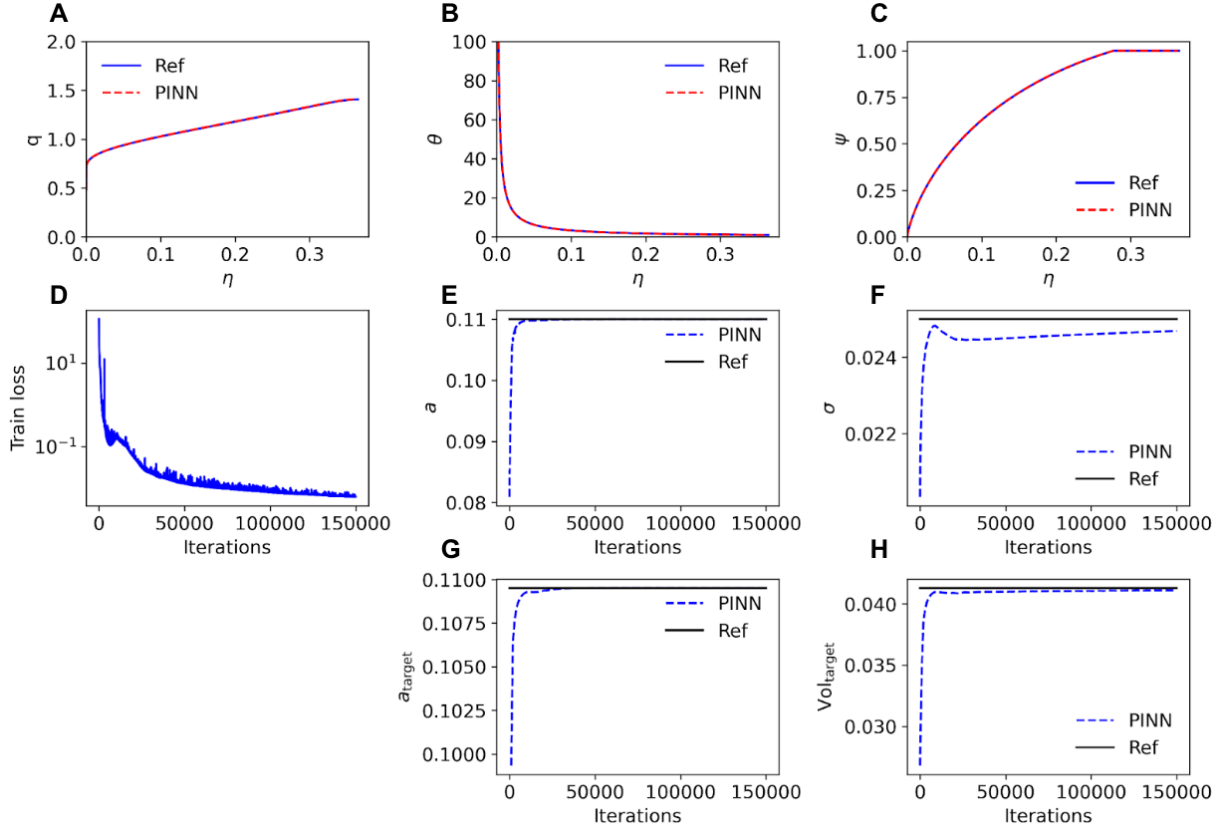 A
2.0
1.5
1.0
0.5
0.0
q
Ref
PINN
0.0 0.1 0.2 0.3
η
B
100
80
60
40
20
0
θ
Ref
PINN
0.0 0.1 0.2 0.3
η
C
1.00
0.75
0.50
0.25
0.00
ψ
Ref
PINN
0.0 0.1 0.2 0.3
η
D
10¹
10⁻¹
Train loss
0 50000 100000 150000
Iterations
E
0.11
0.10
0.09
0.08
a
PINN
Ref
0 50000 100000 150000
Iterations
F
0.024
0.022
σ
PINN
Ref
0 50000 100000 150000
Iterations
G
0.1100
0.1075
0.1050
0.1025
0.1000
a_target
PINN
Ref
0 50000 100000 150000
Iterations
H
0.040
0.035
0.030
Vol_target
PINN
Ref
0 50000 100000 150000
Iterations